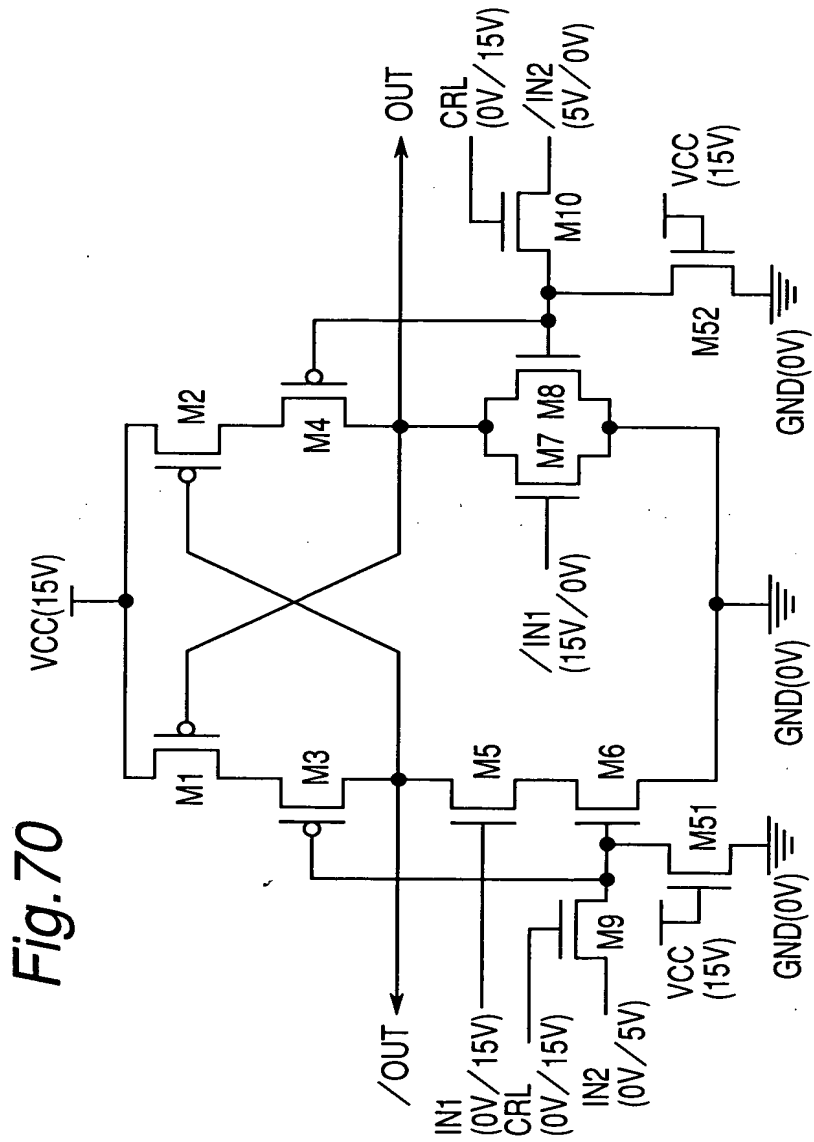 Fig.70
VCC(15V)
M1
M2
M3
M4
/OUT
OUT
IN1
(0V/15V)
CRL
(0V/15V)
IN2
(0V/5V)
M5
M6
M9
M51
VCC
(15V)
GND(0V)
/IN1
(15V/0V)
M7
M8
GND(0V)
CRL
(0V/15V)
/IN2
(5V/0V)
M10
VCC
(15V)
M52
GND(0V)